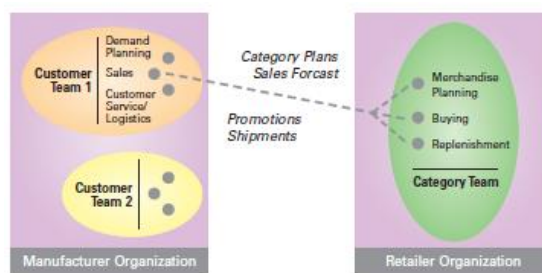 Customer
Team 1
Demand
Planning
Sales
Customer
Service/
Logistics
Category Plans
Sales Forcast
Promotions
Shipments
Merchandise
Planning
Buying
Replenishment
Category Team
Customer
Team 2
Manufacturer Organization
Retailer Organization